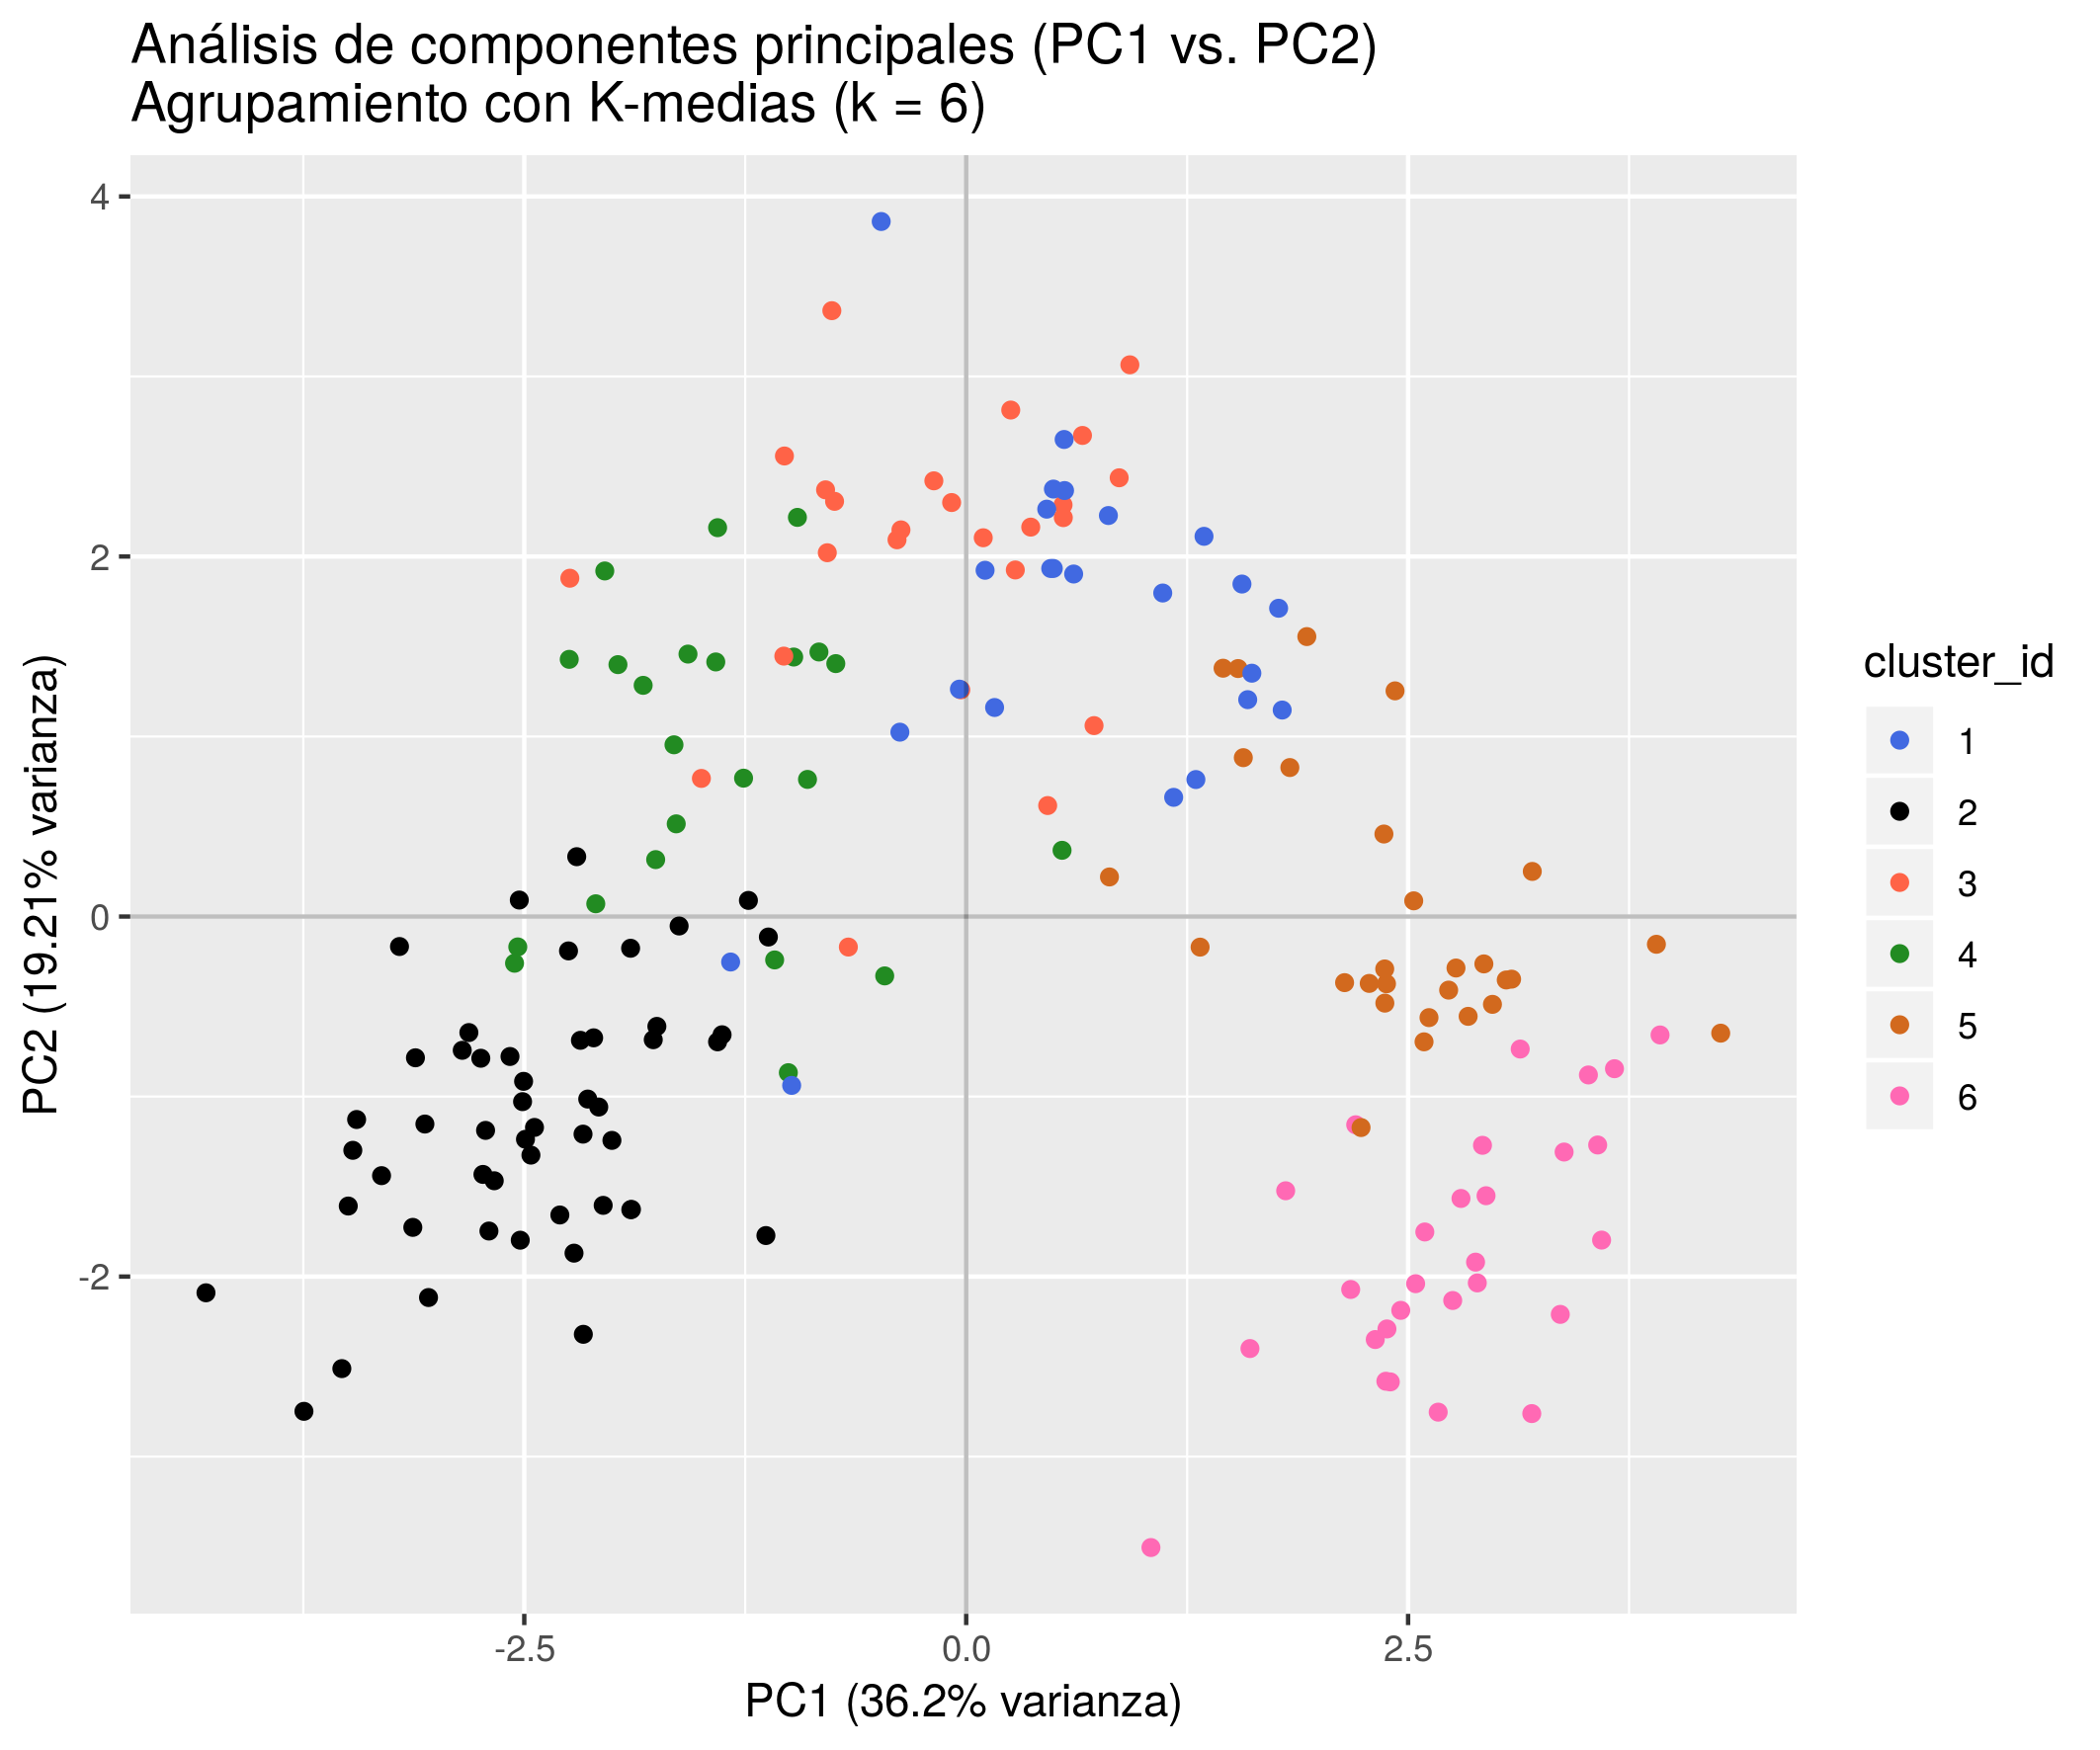 Análisis de componentes principales (PC1 vs. PC2)
Agrupamiento con K-medias (k = 6)
4
2
0
-2
PC2 (19.21% varianza)
-2.5
0.0
2.5
PC1 (36.2% varianza)
cluster_id
1
2
3
4
5
6